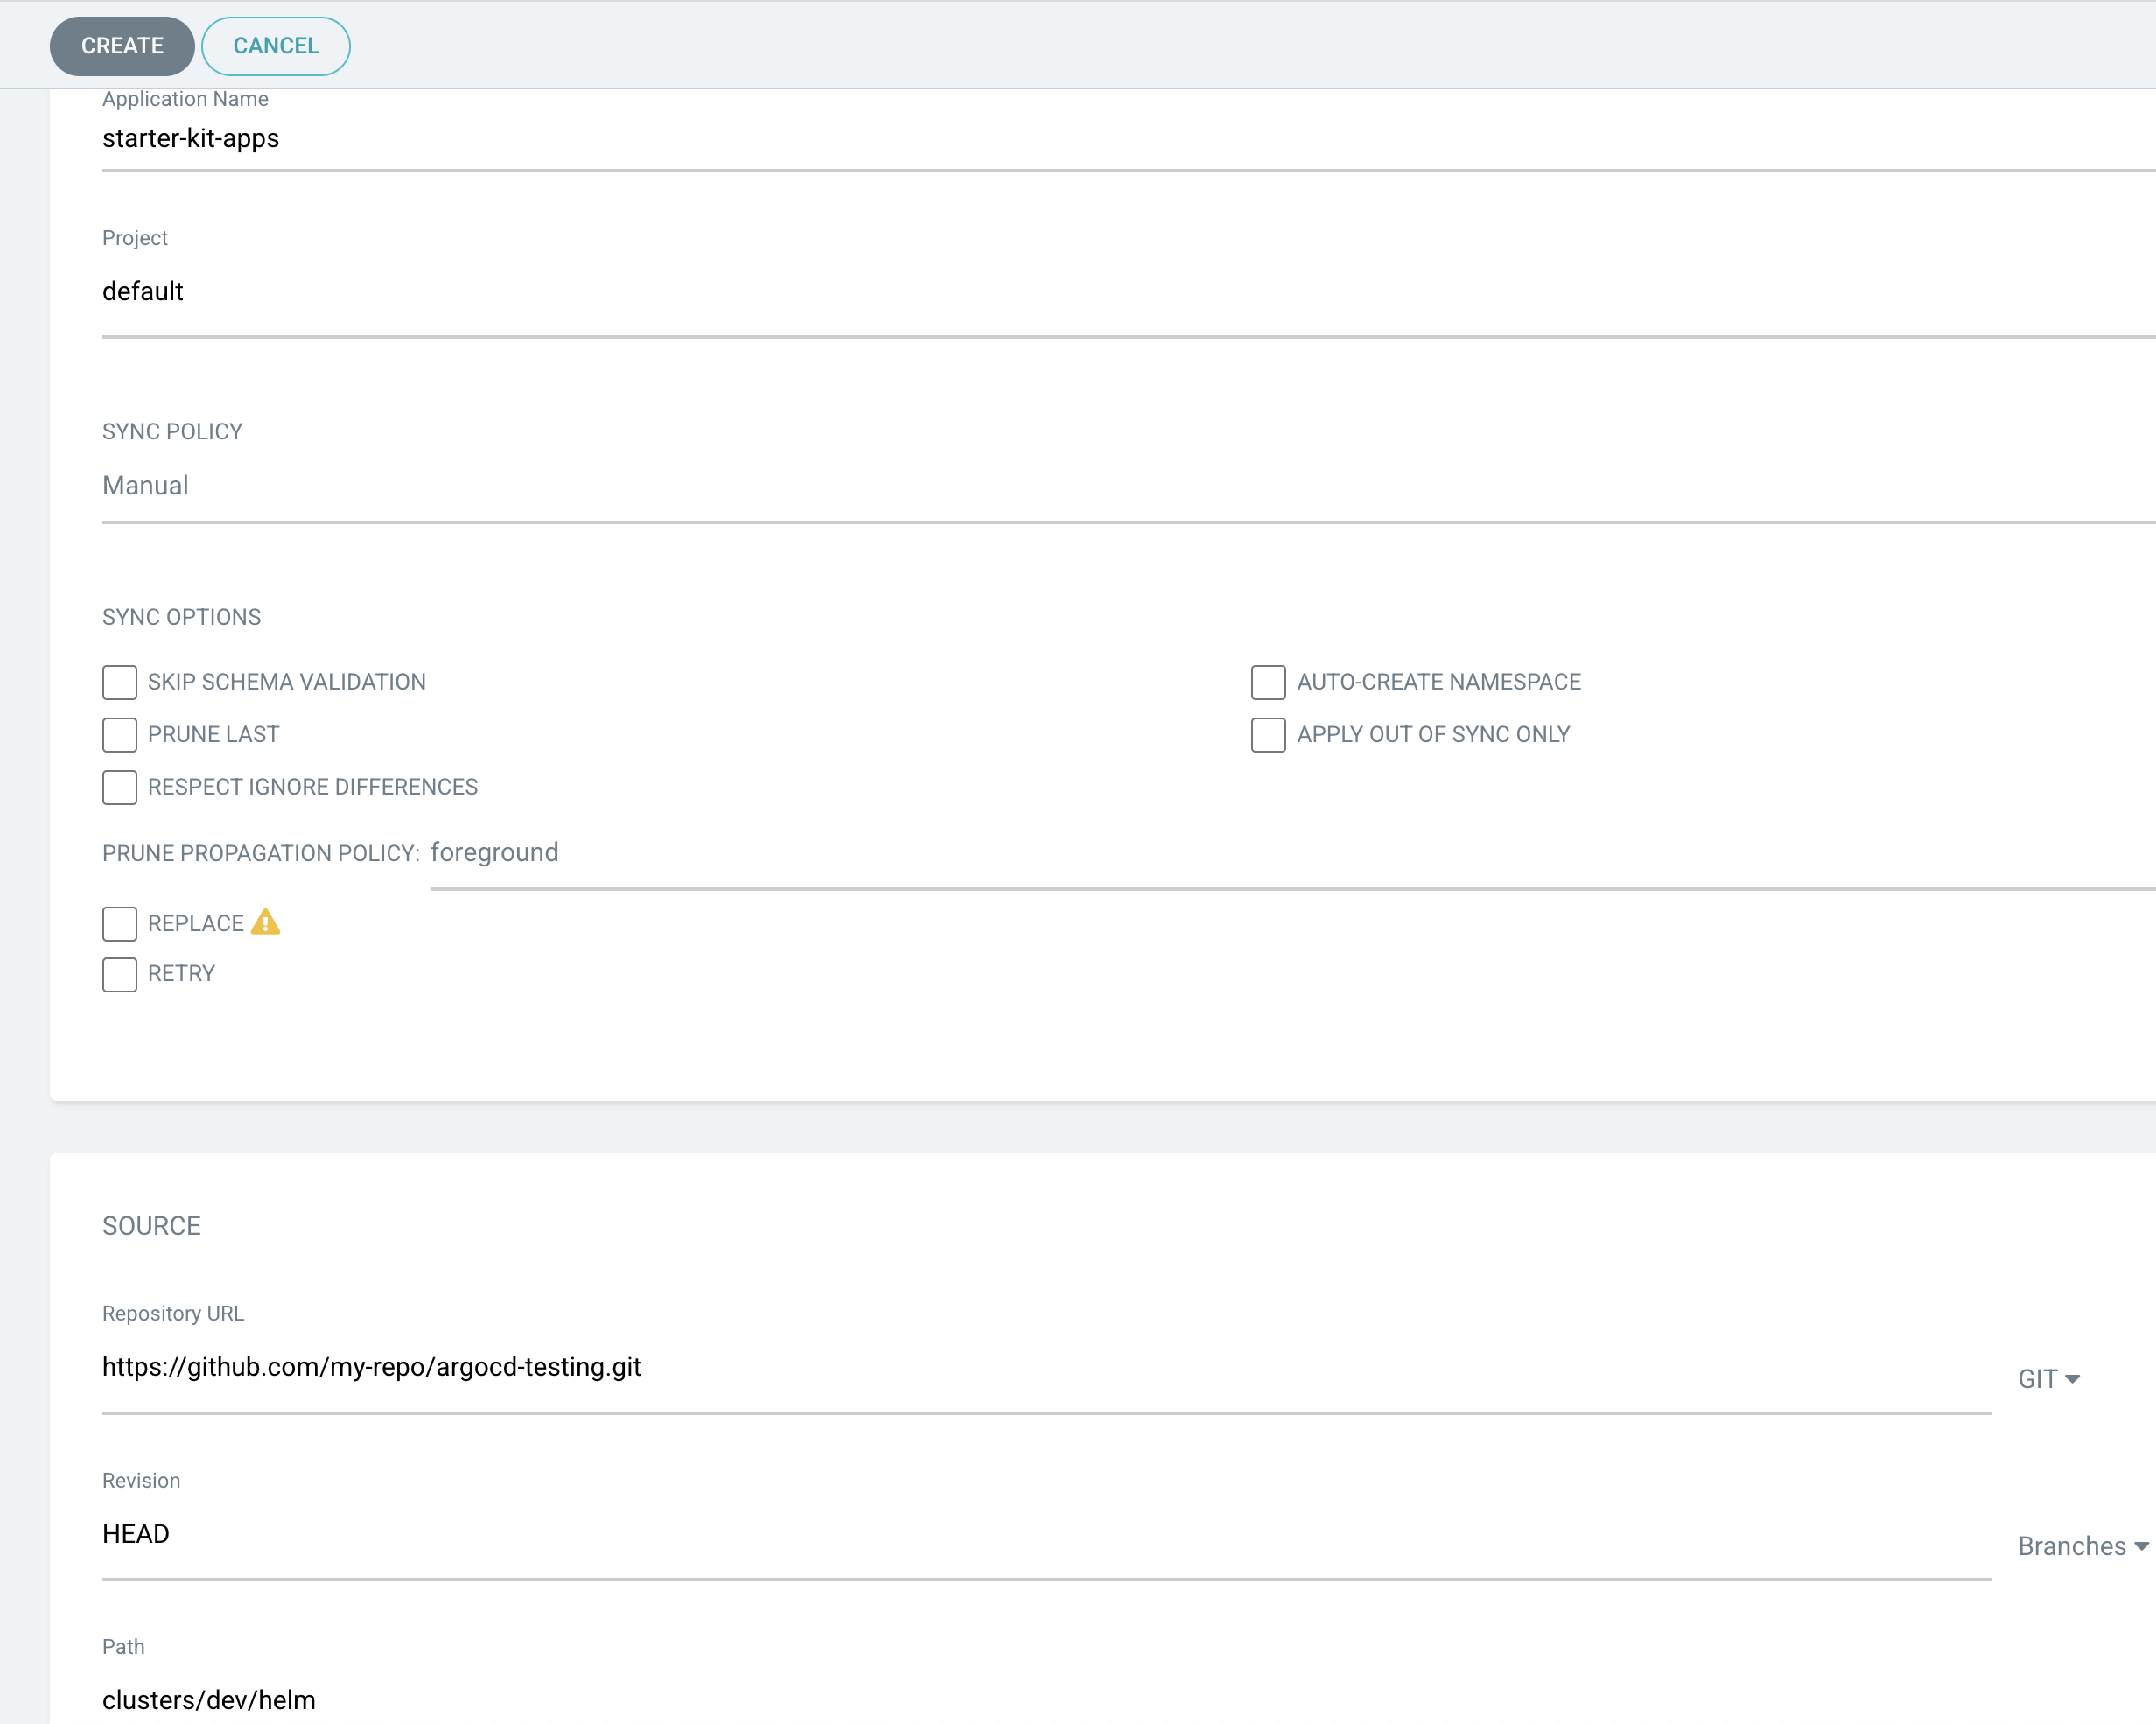 CREATE CANCEL
Application Name
starter-kit-apps
Project
default
SYNC POLICY
Manual
SYNC OPTIONS
SKIP SCHEMA VALIDATION AUTO-CREATE NAMESPACE
PRUNE LAST APPLY OUT OF SYNC ONLY
RESPECT IGNORE DIFFERENCES
PRUNE PROPAGATION POLICY: foreground
REPLACE
RETRY
SOURCE
Repository URL
https://github.com/my-repo/argocd-testing.git GIT
Revision
HEAD Branches
Path
clusters/dev/helm